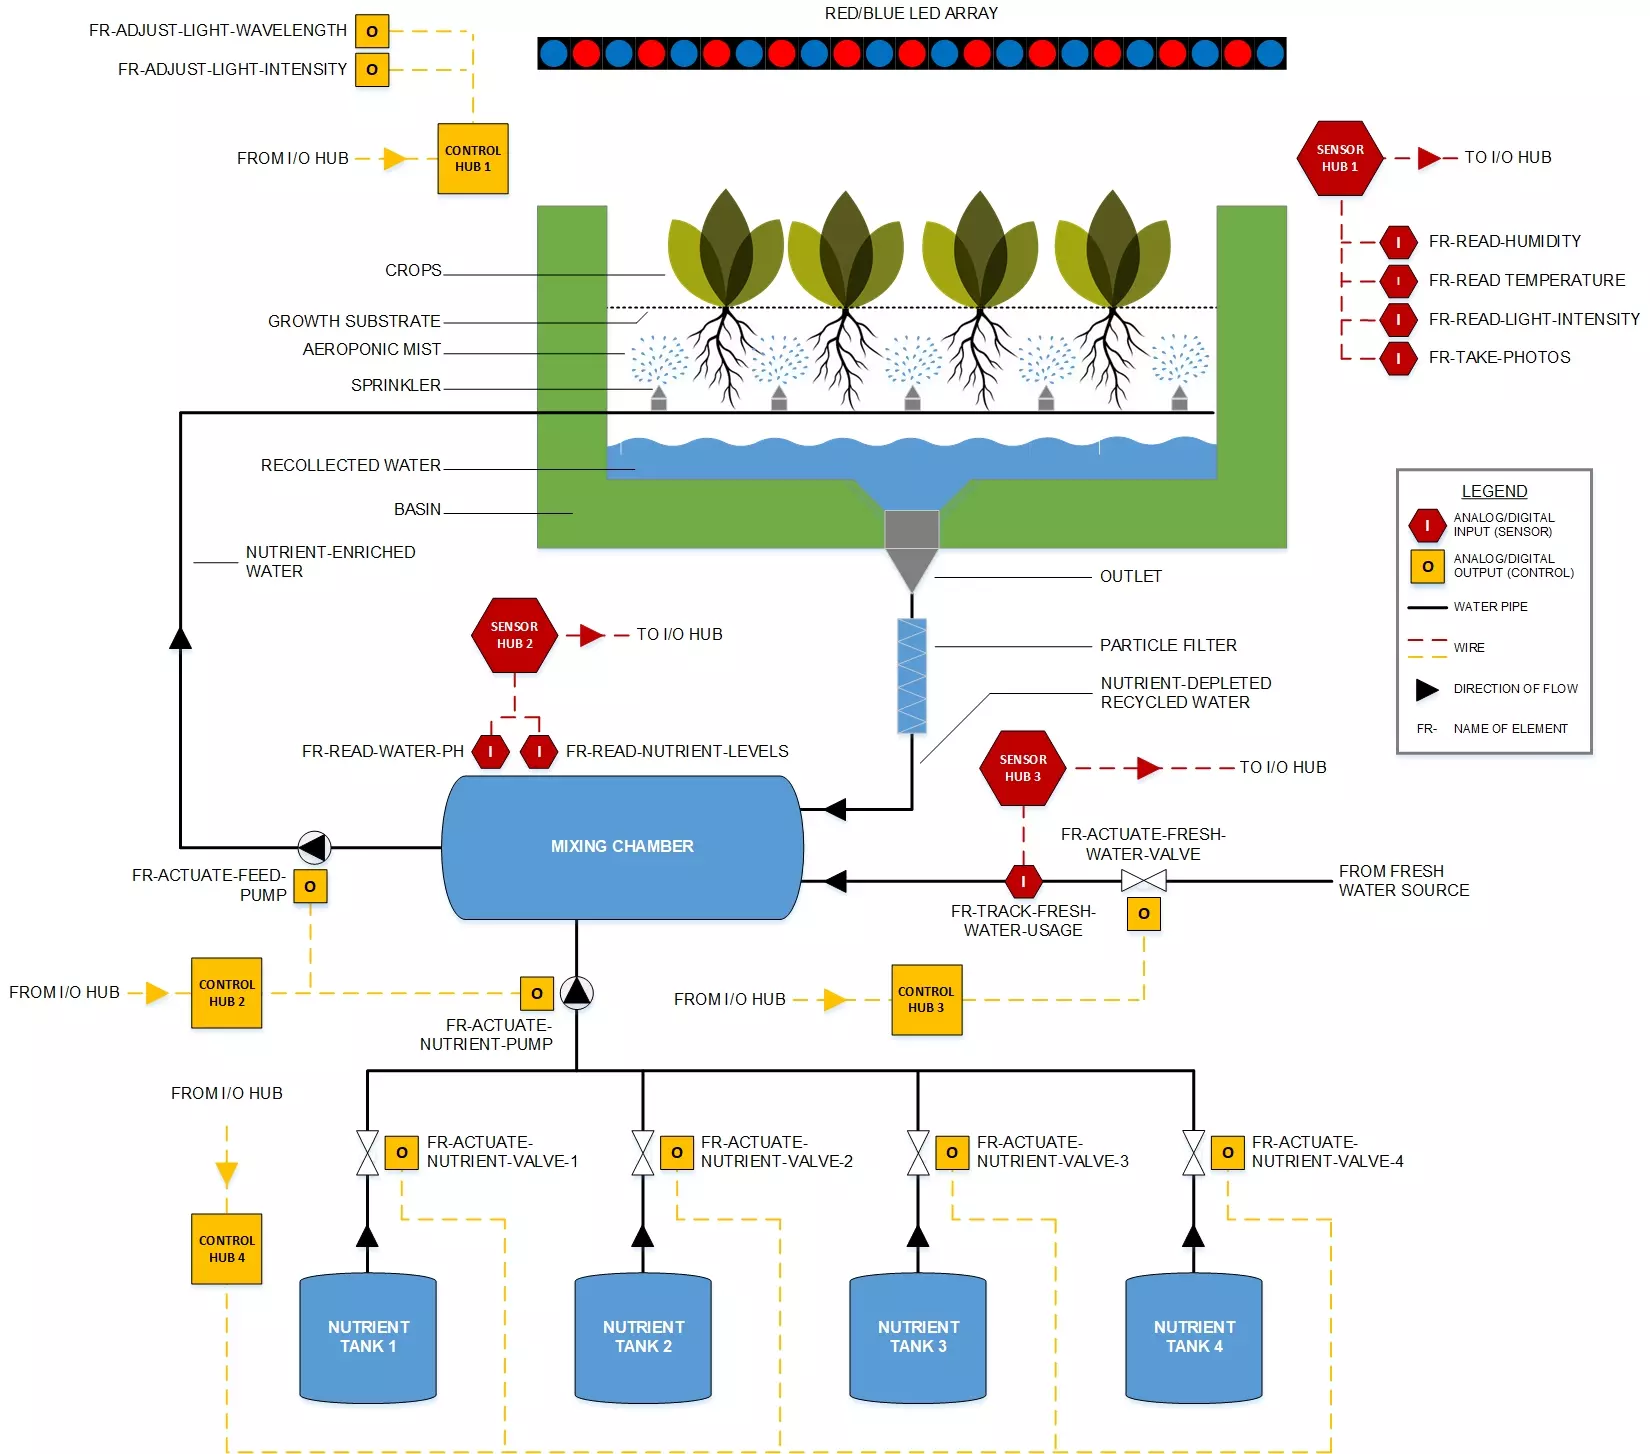 RED/BLUE LED ARRAY
FR-ADJUST-LIGHT-WAVELENGTH
O
FR-ADJUST-LIGHT-INTENSITY
O
FROM I/O HUB
CONTROL
HUB 1
SENSOR
HUB 1
TO I/O HUB
I
FR-READ-HUMIDITY
I
FR-READ TEMPERATURE
I
FR-READ-LIGHT-INTENSITY
I
FR-TAKE-PHOTOS
CROPS
GROWTH SUBSTRATE
AEROPONIC MIST
SPRINKLER
RECOLLECTED WATER
BASIN
NUTRIENT-ENRICHED
WATER
OUTLET
PARTICLE FILTER
NUTRIENT-DEPLETED
RECYCLED WATER
LEGEND
I
ANALOG/DIGITAL
INPUT (SENSOR)
O
ANALOG/DIGITAL
OUTPUT (CONTROL)
WATER PIPE
WIRE
DIRECTION OF FLOW
FR-
NAME OF ELEMENT
SENSOR
HUB 2
TO I/O HUB
FR-READ-WATER-PH
I
I
FR-READ-NUTRIENT-LEVELS
SENSOR
HUB 3
TO I/O HUB
MIXING CHAMBER
FR-ACTUATE-FRESH-
WATER-VALVE
FROM FRESH
WATER SOURCE
I
FR-TRACK-FRESH-
WATER-USAGE
O
FR-ACTUATE-FEED-
PUMP
O
FROM I/O HUB
CONTROL
HUB 2
O
FR-ACTUATE-
NUTRIENT-PUMP
FROM I/O HUB
CONTROL
HUB 3
FROM I/O HUB
O
FR-ACTUATE-
NUTRIENT-VALVE-1
O
FR-ACTUATE-
NUTRIENT-VALVE-2
O
FR-ACTUATE-
NUTRIENT-VALVE-3
O
FR-ACTUATE-
NUTRIENT-VALVE-4
CONTROL
HUB 4
NUTRIENT
TANK 1
NUTRIENT
TANK 2
NUTRIENT
TANK 3
NUTRIENT
TANK 4